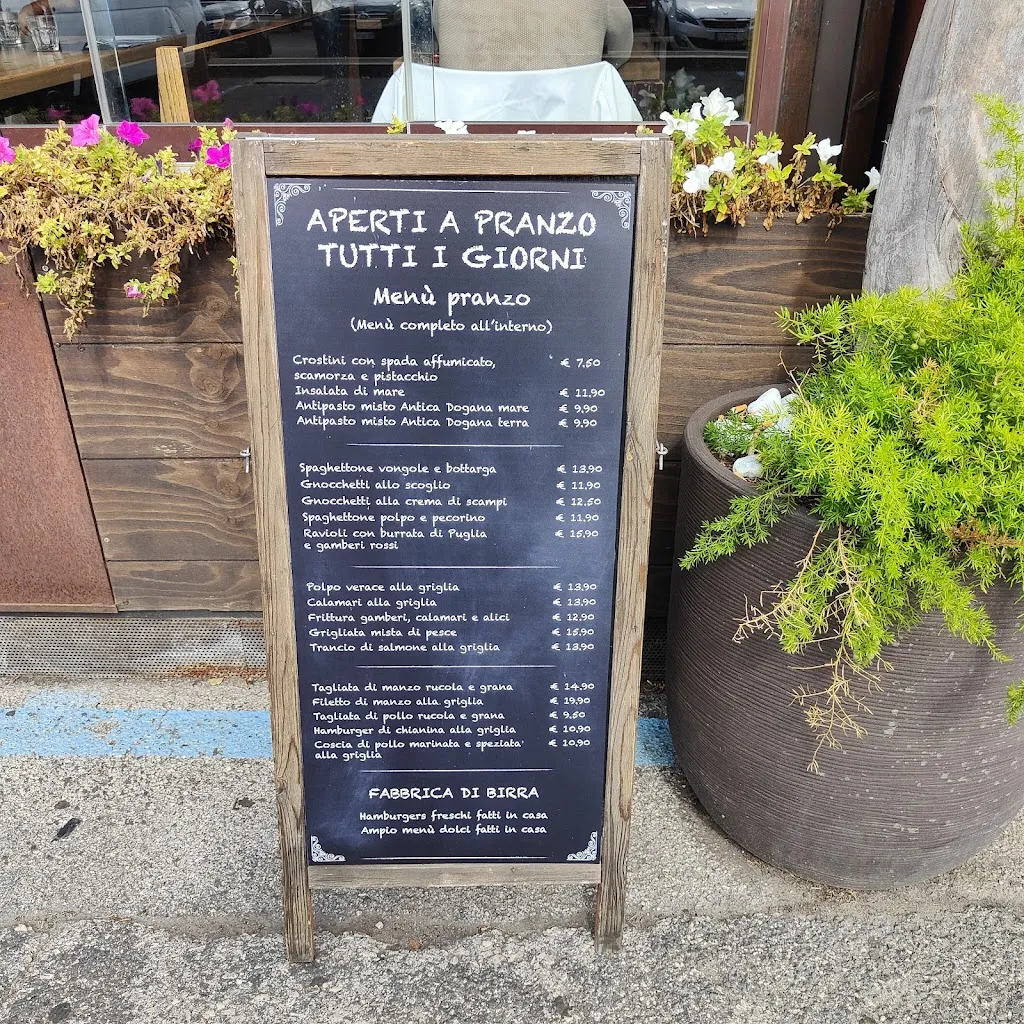 APERTI A PRANZO
TUTTI I GIORNI
Menù pranzo
(Menù completo all'interno)
Crostini con spada affumicato, € 7,50
scamorza e pistacchio
Insalata di mare € 11,90
Antipasto misto Antica Dogana mare € 9,90
Antipasto misto Antica Dogana terra € 9,90
Spaghettone vongole e bottarga € 13,90
Gnocchetti allo scoglio € 11,90
Gnocchetti alla crema di scampi € 12,50
Spaghettone polpo e pecorino € 11,90
Ravioli con burrata di Puglia € 15,90
e gamberi rossi
Polpo verace alla griglia € 13,90
Calamari alla griglia € 13,90
Frittura gamberi, calamari e alici € 12,90
Grigliata mista di pesce € 15,90
Trancio di salmone alla griglia € 13,90
Tagliata di manzo rucola e grana € 14,90
Filetto di manzo alla griglia € 19,90
Tagliata di pollo rucola e grana € 9,50
Hamburger di chianina alla griglia € 10,90
Coscia di pollo marinata e speziata € 10,90
alla griglia
FABBRICA DI BIRRA
Hamburgers freschi fatti in casa
Ampio menù dolci fatti in casa